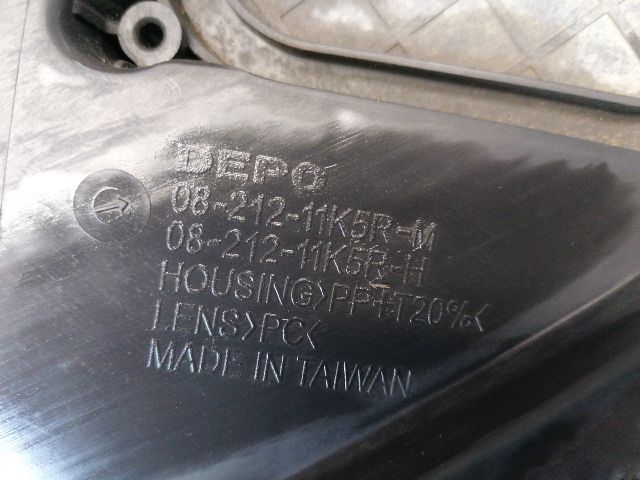 DEPO
08-212-11K5R-M
08-212-11K5R-H
HOUSING>PP+T20%<
LENS>PC<
MADE IN TAIWAN